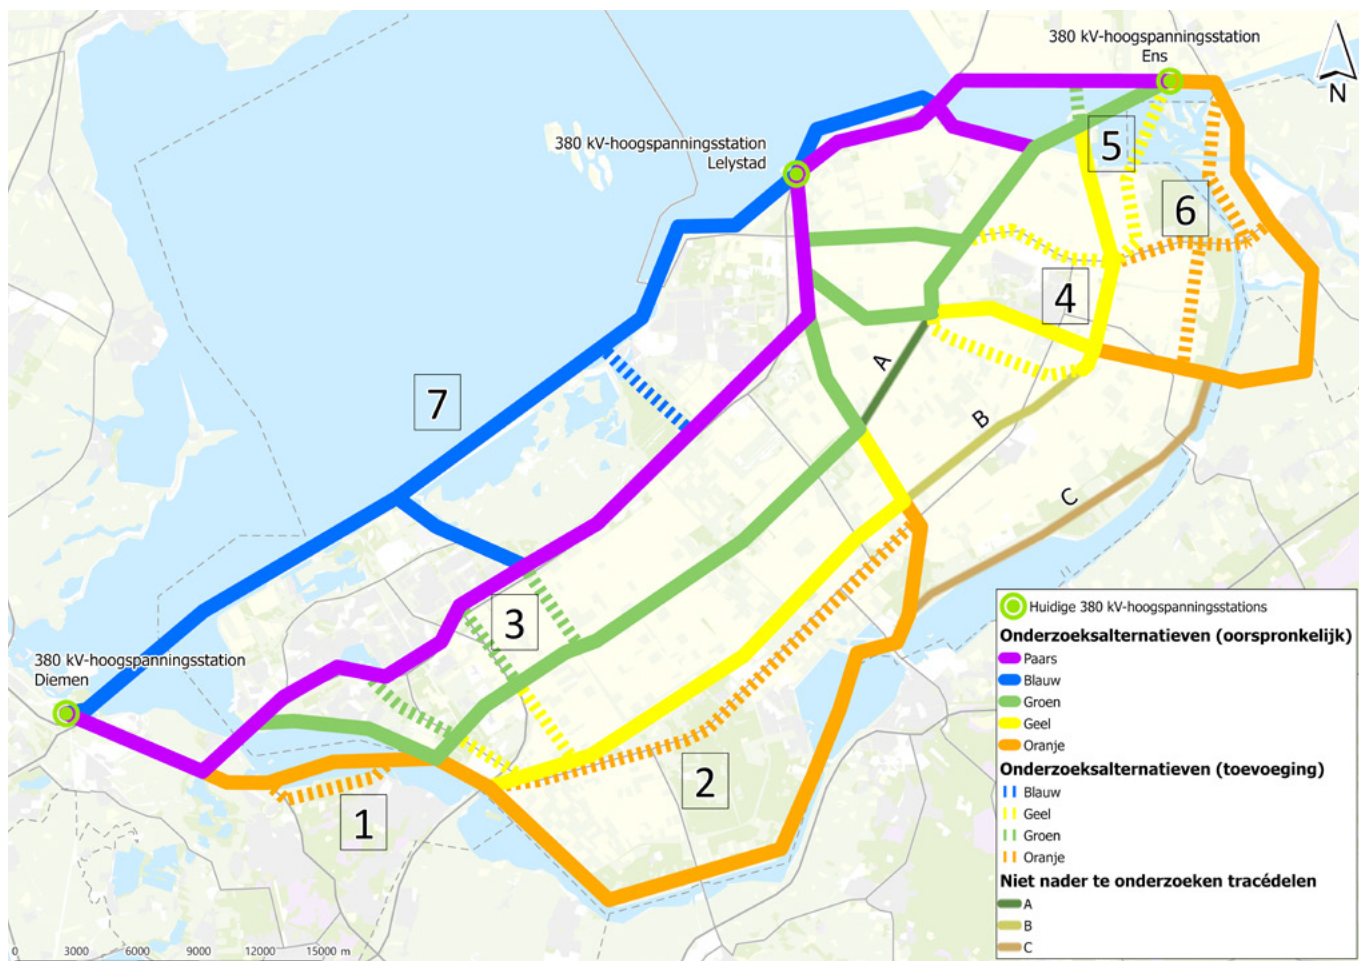 380 kV-hoogspanningsstation
Ens
N
380 kV-hoogspanningsstation
Lelystad
5
6
4
A
7
B
C
3
380 kV-hoogspanningsstation
Diemen
2
1
Huidige 380 kV-hoogspanningsstations
Onderzoeksalternatieven (oorspronkelijk)
Paars
Blauw
Groen
Geel
Oranje
Onderzoeksalternatieven (toevoeging)
Blauw
Geel
Groen
Oranje
Niet nader te onderzoeken tracédelen
A
B
C
0 3000 6000 9000 12000 15000 m